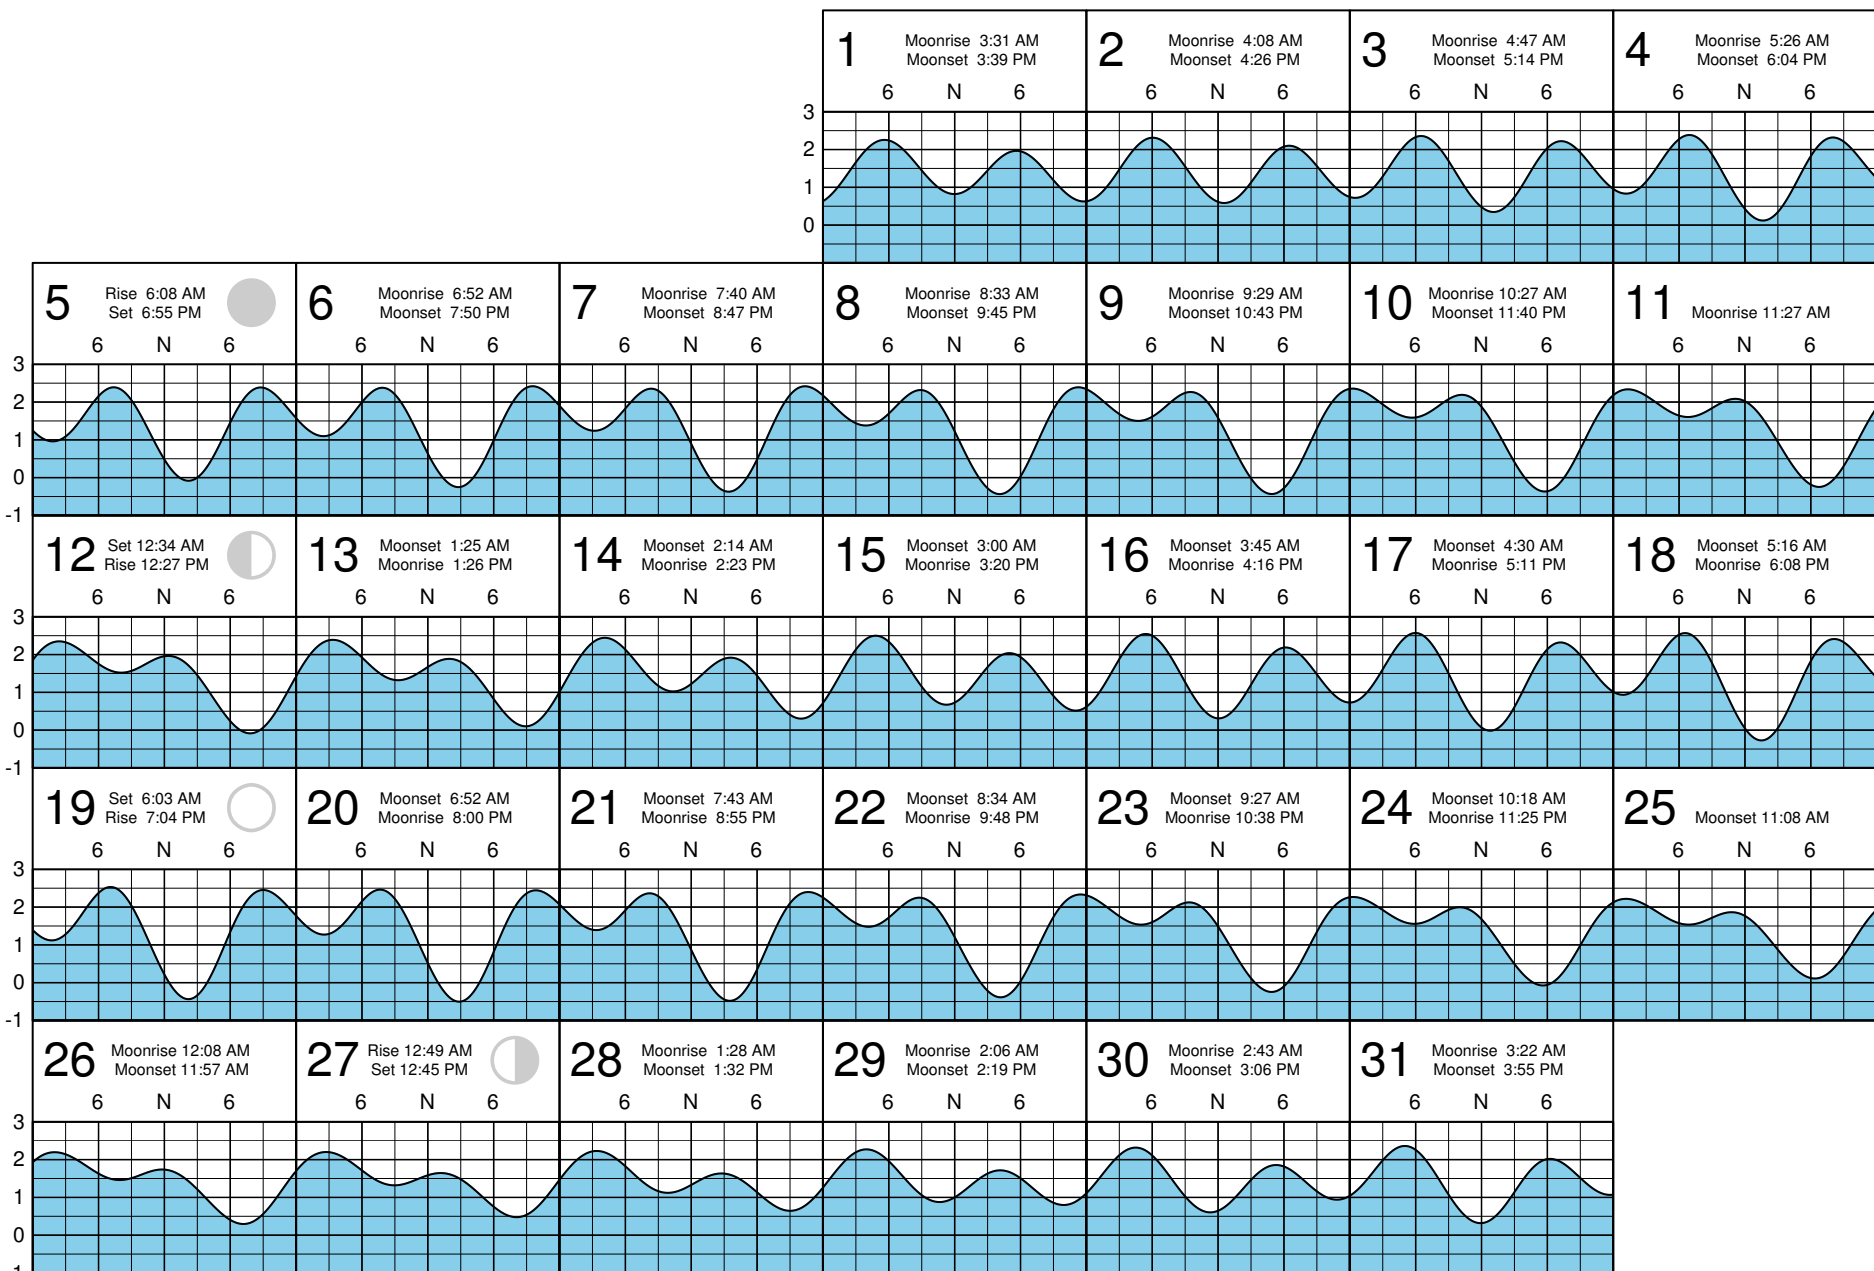 1 Moonrise 3:31 AM
Moonset 3:39 PM
2 Moonrise 4:08 AM
Moonset 4:26 PM
3 Moonrise 4:47 AM
Moonset 5:14 PM
4 Moonrise 5:26 AM
Moonset 6:04 PM
6 N 6 6 N 6 6 N 6 6 N 6
3
2
1
0
5 Rise 6:08 AM
Set 6:55 PM
6 Moonrise 6:52 AM
Moonset 7:50 PM
7 Moonrise 7:40 AM
Moonset 8:47 PM
8 Moonrise 8:33 AM
Moonset 9:45 PM
9 Moonrise 9:29 AM
Moonset 10:43 PM
10 Moonrise 10:27 AM
Moonset 11:40 PM
11 Moonrise 11:27 AM
6 N 6 6 N 6 6 N 6 6 N 6 6 N 6 6 N 6 6 N 6
3
2
1
0
-1
12 Set 12:34 AM
Rise 12:27 PM
13 Moonset 1:25 AM
Moonrise 1:26 PM
14 Moonset 2:14 AM
Moonrise 2:23 PM
15 Moonset 3:00 AM
Moonrise 3:20 PM
16 Moonset 3:45 AM
Moonrise 4:16 PM
17 Moonset 4:30 AM
Moonrise 5:11 PM
18 Moonset 5:16 AM
Moonrise 6:08 PM
6 N 6 6 N 6 6 N 6 6 N 6 6 N 6 6 N 6 6 N 6
3
2
1
0
-1
19 Set 6:03 AM
Rise 7:04 PM
20 Moonset 6:52 AM
Moonrise 8:00 PM
21 Moonset 7:43 AM
Moonrise 8:55 PM
22 Moonset 8:34 AM
Moonrise 9:48 PM
23 Moonset 9:27 AM
Moonrise 10:38 PM
24 Moonset 10:18 AM
Moonrise 11:25 PM
25 Moonset 11:08 AM
6 N 6 6 N 6 6 N 6 6 N 6 6 N 6 6 N 6 6 N 6
3
2
1
0
-1
26 Moonrise 12:08 AM
Moonset 11:57 AM
27 Rise 12:49 AM
Set 12:45 PM
28 Moonrise 1:28 AM
Moonset 1:32 PM
29 Moonrise 2:06 AM
Moonset 2:19 PM
30 Moonrise 2:43 AM
Moonset 3:06 PM
31 Moonrise 3:22 AM
Moonset 3:55 PM
6 N 6 6 N 6 6 N 6 6 N 6 6 N 6 6 N 6
3
2
1
0